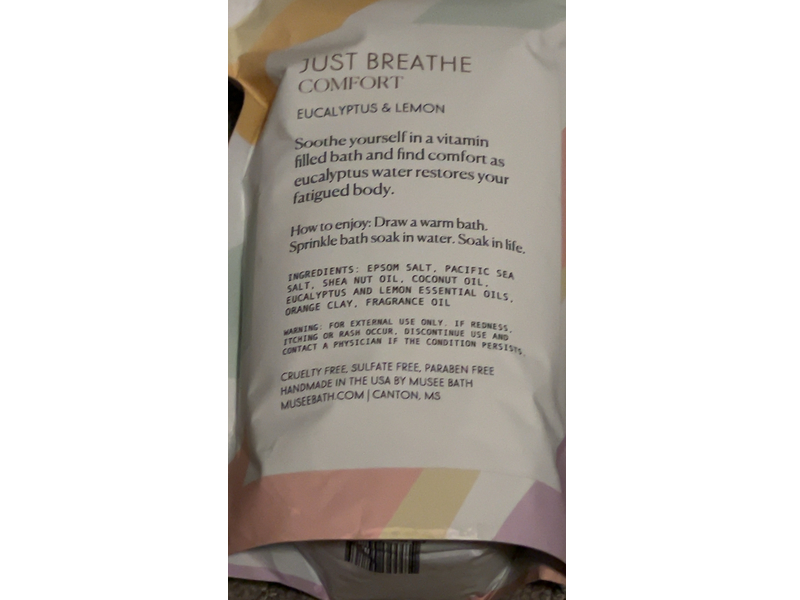 JUST BREATHE
COMFORT
EUCALYPTUS & LEMON
Soothe yourself in a vitamin
filled bath and find comfort as
eucalyptus water restores your
fatigued body.
How to enjoy: Draw a warm bath.
Sprinkle bath soak in water. Soak in life.
INGREDIENTS: EPSOM SALT, PACIFIC SEA
SALT, SHEA NUT OIL, COCONUT OIL,
EUCALYPTUS AND LEMON ESSENTIAL OILS,
ORANGE CLAY, FRAGRANCE OIL
WARNING: FOR EXTERNAL USE ONLY. IF REDNESS,
ITCHING OR RASH OCCUR, DISCONTINUE USE AND
CONTACT A PHYSICIAN IF THE CONDITION PERSISTS.
CRUELTY FREE, SULFATE FREE, PARABEN FREE
HANDMADE IN THE USA BY MUSEE BATH
MUSEEBATH.COM | CANTON, MS